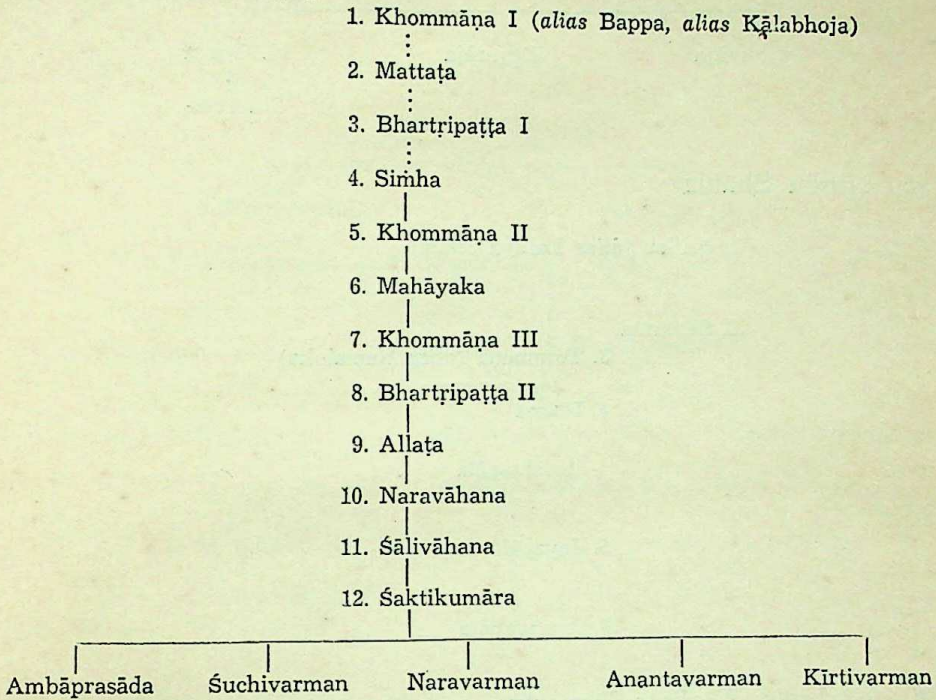 1. Khommāṇa I (alias Bappa, alias Kālabhoja)
2. Mattaṭa
3. Bhartṛipaṭṭa I
4. Siṁha
5. Khommāṇa II
6. Mahāyaka
7. Khommāṇa III
8. Bhartṛipaṭṭa II
9. Allaṭa
10. Naravāhana
11. Śālivāhana
12. Śaktikumāra
Ambāprasāda Śuchivarman Naravarman Anantavarman Kīrtivarman